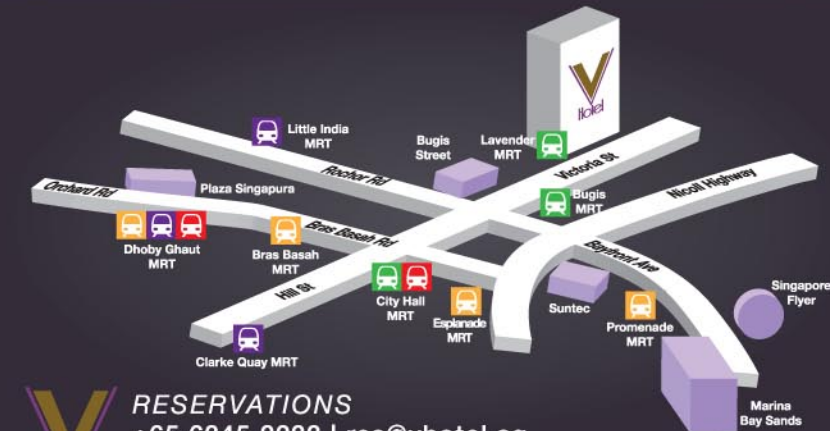 V
Hotel
Little India
MRT
Bugis
Street
Lavender
MRT
Victoria St
Rochor Rd
Nicoll Highway
Orchard Rd
Plaza Singapura
Bugis
MRT
Dhoby Ghaut
MRT
Bras Basah
MRT
Bras Basah Rd
Bayfront Ave
Hill St
City Hall
MRT
Esplanade
MRT
Suntec
Promenade
MRT
Singapore
Flyer
Clarke Quay MRT
Marina
Bay Sands
V
RESERVATIONS